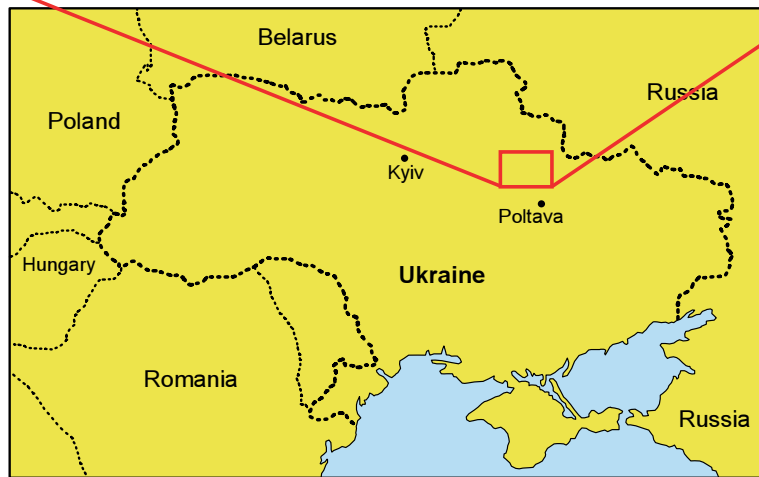 Belarus
Russia
Poland
Kyiv
Poltava
Hungary
Ukraine
Romania
Russia